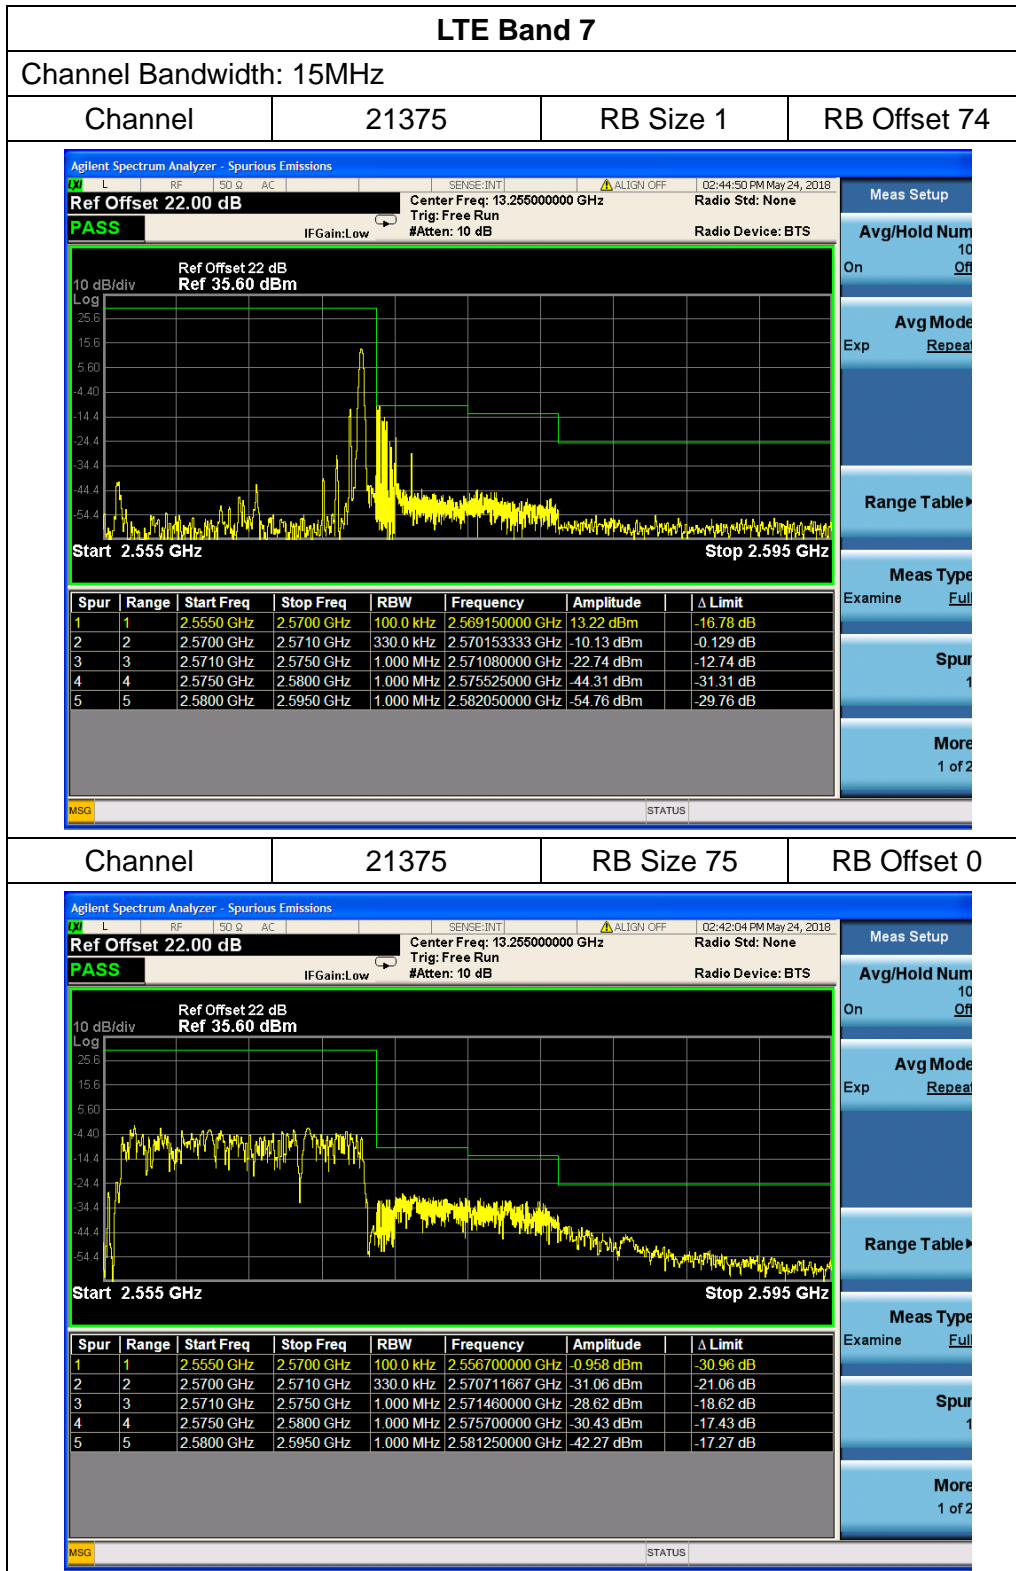 LTE Band 7
Channel Bandwidth: 15MHz
Channel 21375 RB Size 1 RB Offset 74
Agilent Spectrum Analyzer - Spurious Emissions
LXI L RF 50 Ω AC SENSE:INT ALIGN OFF 02:44:50 PM May 24, 2018
Ref Offset 22.00 dB Center Freq: 13.255000000 GHz Radio Std: None
Trig: Free Run
PASS IFGain:Low #Atten: 10 dB Radio Device: BTS
Ref Offset 22 dB
10 dB/div Ref 35.60 dBm
Log
25.6
15.6
5.60
-4.40
-14.4
-24.4
-34.4
-44.4
-54.4
Start 2.555 GHz Stop 2.595 GHz
Spur Range Start Freq Stop Freq RBW Frequency Amplitude Δ Limit
1 1 2.5550 GHz 2.5700 GHz 100.0 kHz 2.569150000 GHz 13.22 dBm -16.78 dB
2 2 2.5700 GHz 2.5710 GHz 330.0 kHz 2.570153333 GHz -10.13 dBm -0.129 dB
3 3 2.5710 GHz 2.5750 GHz 1.000 MHz 2.571080000 GHz -22.74 dBm -12.74 dB
4 4 2.5750 GHz 2.5800 GHz 1.000 MHz 2.575525000 GHz -44.31 dBm -31.31 dB
5 5 2.5800 GHz 2.5950 GHz 1.000 MHz 2.582050000 GHz -54.76 dBm -29.76 dB
MSG STATUS
Meas Setup
Avg/Hold Num
10
On Off
Avg Mode
Exp Repeat
Range Table
Meas Type
Examine Full
Spur
1
More
1 of 2
Channel 21375 RB Size 75 RB Offset 0
Agilent Spectrum Analyzer - Spurious Emissions
LXI L RF 50 Ω AC SENSE:INT ALIGN OFF 02:42:04 PM May 24, 2018
Ref Offset 22.00 dB Center Freq: 13.255000000 GHz Radio Std: None
Trig: Free Run
PASS IFGain:Low #Atten: 10 dB Radio Device: BTS
Ref Offset 22 dB
10 dB/div Ref 35.60 dBm
Log
25.6
15.6
5.60
-4.40
-14.4
-24.4
-34.4
-44.4
-54.4
Start 2.555 GHz Stop 2.595 GHz
Spur Range Start Freq Stop Freq RBW Frequency Amplitude Δ Limit
1 1 2.5550 GHz 2.5700 GHz 100.0 kHz 2.556700000 GHz -0.958 dBm -30.96 dB
2 2 2.5700 GHz 2.5710 GHz 330.0 kHz 2.570711667 GHz -31.06 dBm -21.06 dB
3 3 2.5710 GHz 2.5750 GHz 1.000 MHz 2.571460000 GHz -28.62 dBm -18.62 dB
4 4 2.5750 GHz 2.5800 GHz 1.000 MHz 2.575700000 GHz -30.43 dBm -17.43 dB
5 5 2.5800 GHz 2.5950 GHz 1.000 MHz 2.581250000 GHz -42.27 dBm -17.27 dB
MSG STATUS
Meas Setup
Avg/Hold Num
10
On Off
Avg Mode
Exp Repeat
Range Table
Meas Type
Examine Full
Spur
1
More
1 of 2